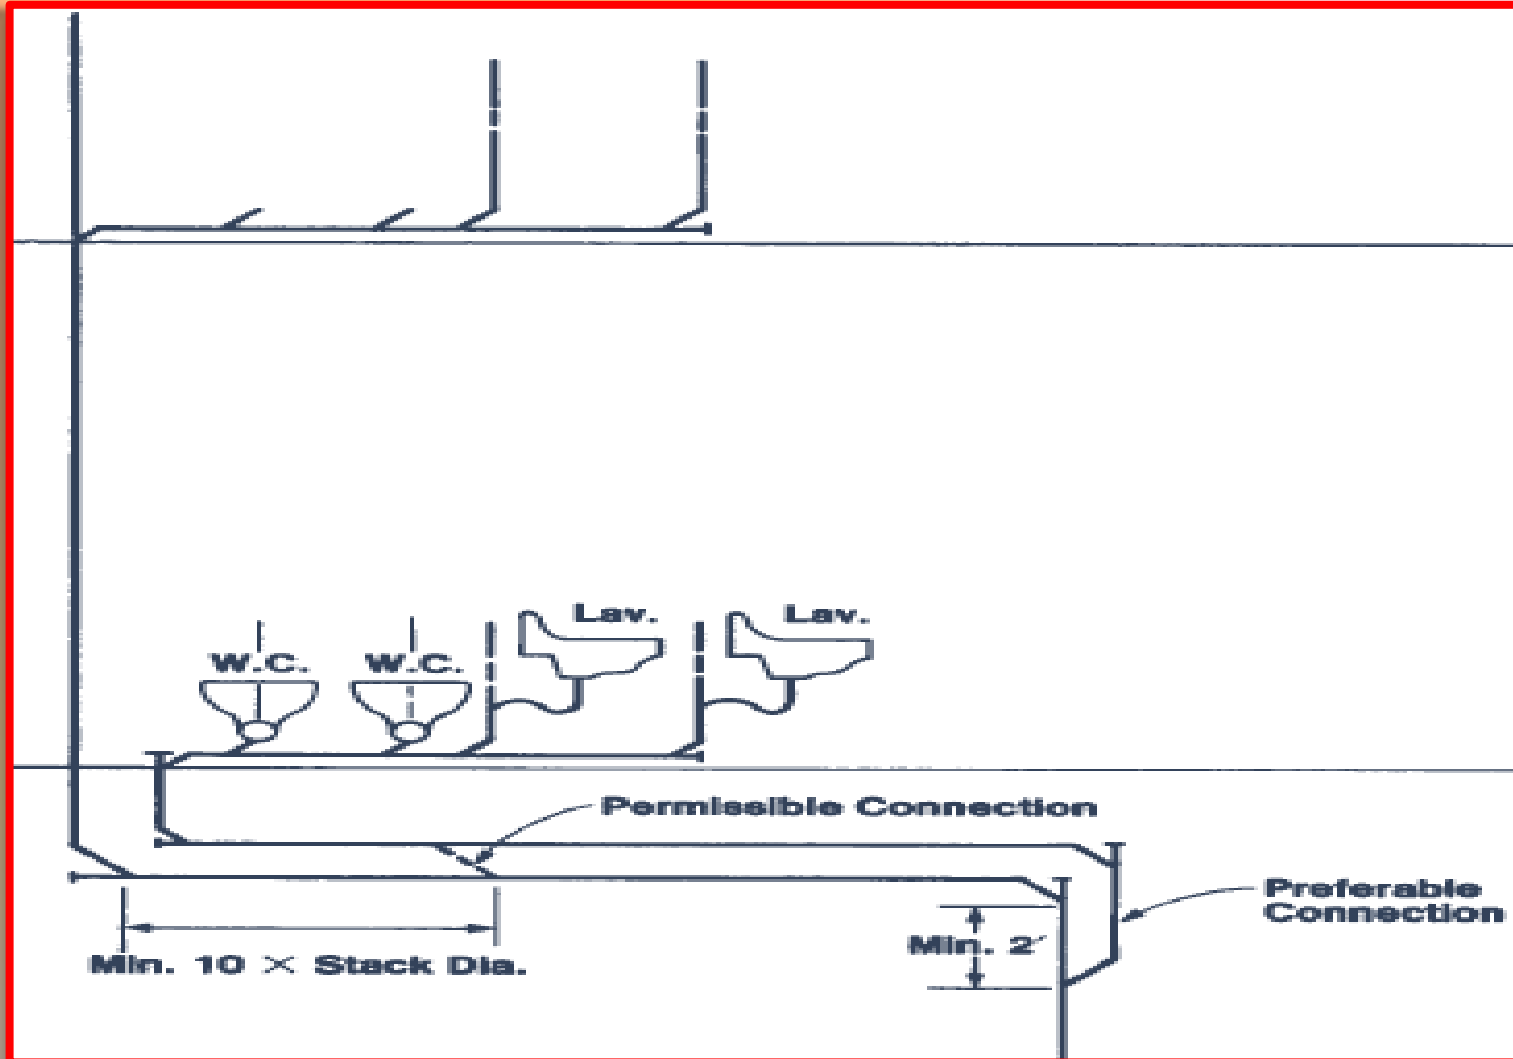 Lav.
Lav.
W.C.
W.C.
Permissible Connection
Preferable
Connection
Min. 2′
Min. 10 × Stack Dia.